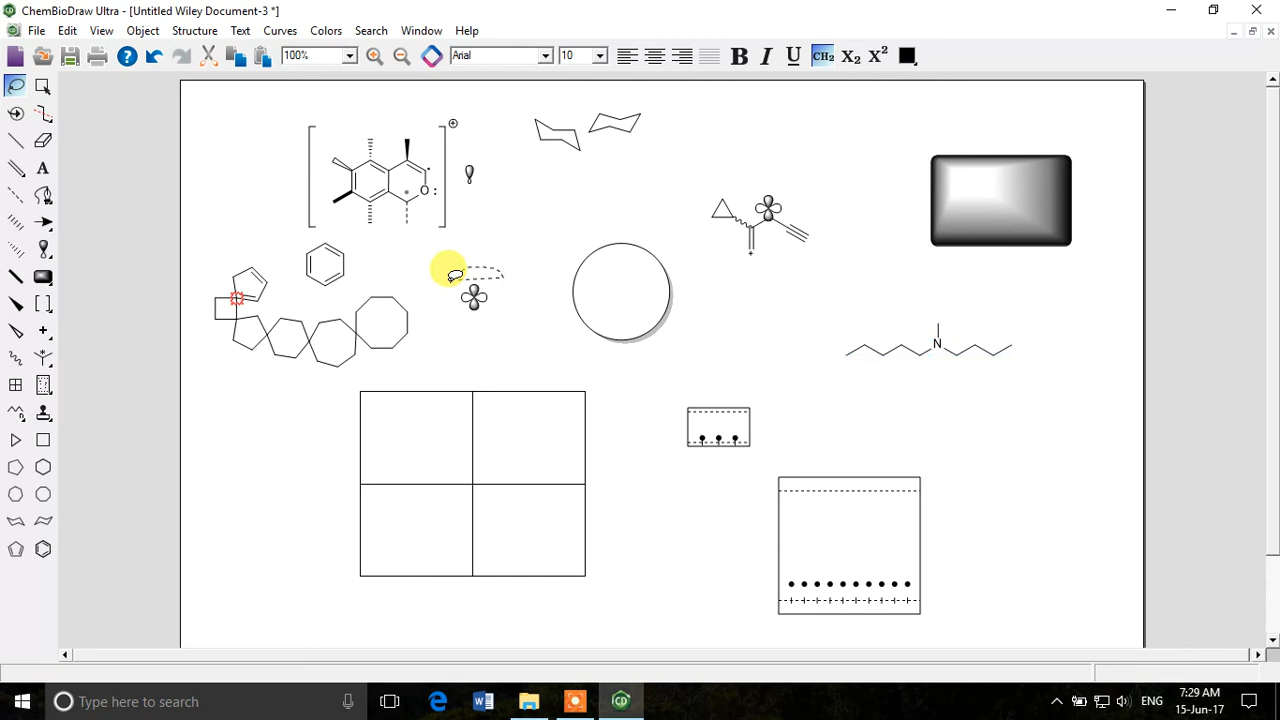 ChemBioDraw Ultra - [Untitled Wiley Document-3 *]
File Edit View Object Structure Text Curves Colors Search Window Help
100% Arial 10 B I U CH2 X2 X2
A
O
N
Type here to search
ENG
7:29 AM
15-Jun-17